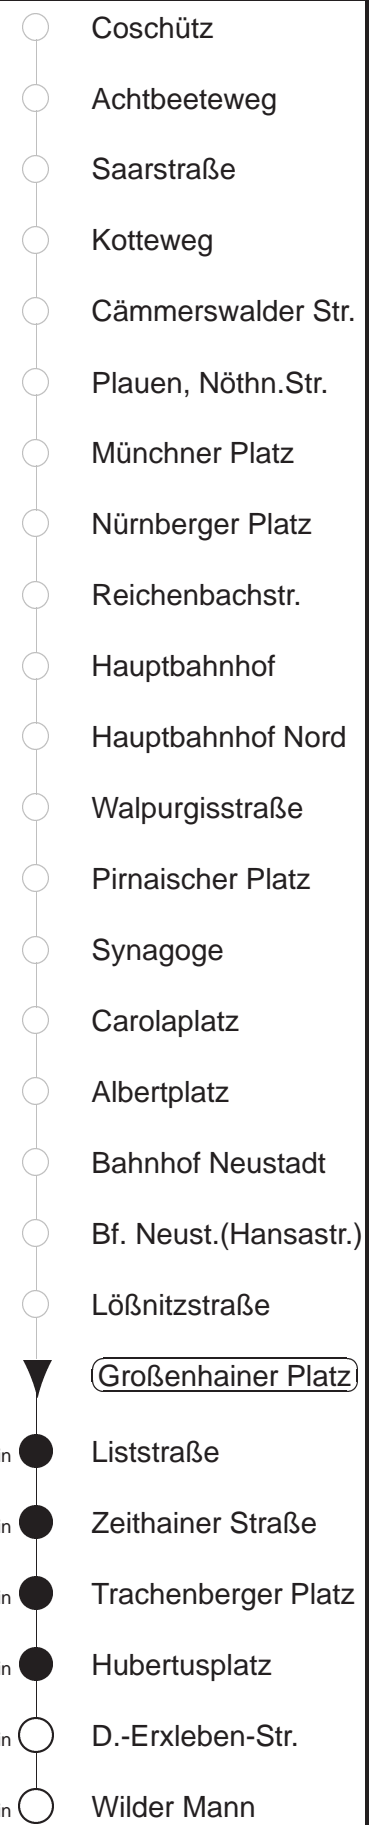 Coschütz
Achtbeeteweg
Saarstraße
Kotteweg
Cämmerswalder Str.
Plauen, Nöthn.Str.
Münchner Platz
Nürnberger Platz
Reichenbachstr.
Hauptbahnhof
Hauptbahnhof Nord
Walpurgisstraße
Pirnaischer Platz
Synagoge
Carolaplatz
Albertplatz
Bahnhof Neustadt
Bf. Neust.(Hansastr.)
Lößnitzstraße
Großenhainer Platz
Liststraße
Zeithainer Straße
Trachenberger Platz
Hubertusplatz
D.-Erxleben-Str.
Wilder Mann